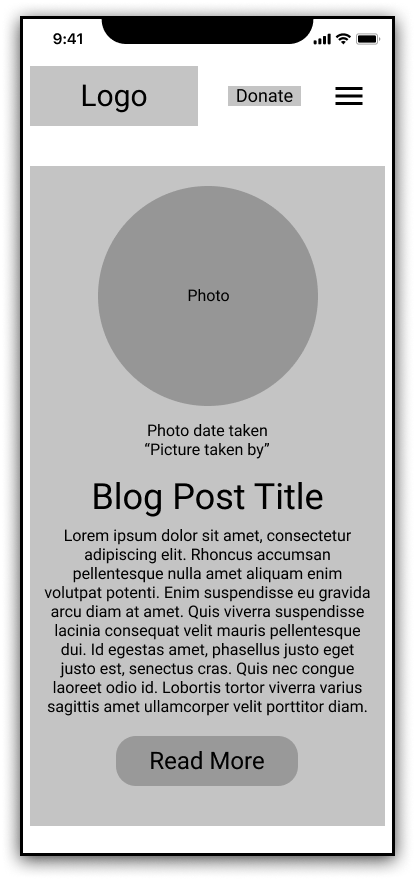 9:41
Logo
Donate
Photo
Photo date taken
“Picture taken by”
Blog Post Title
Lorem ipsum dolor sit amet, consectetur
adipiscing elit. Rhoncus accumsan
pellentesque nulla amet aliquam enim
volutpat potenti. Enim suspendisse eu gravida
arcu diam at amet. Quis viverra suspendisse
lacinia consequat velit mauris pellentesque
dui. Id egestas amet, phasellus justo eget
justo est, senectus cras. Quis nec congue
laoreet odio id. Lobortis tortor viverra varius
sagittis amet ullamcorper velit porttitor diam.
Read More